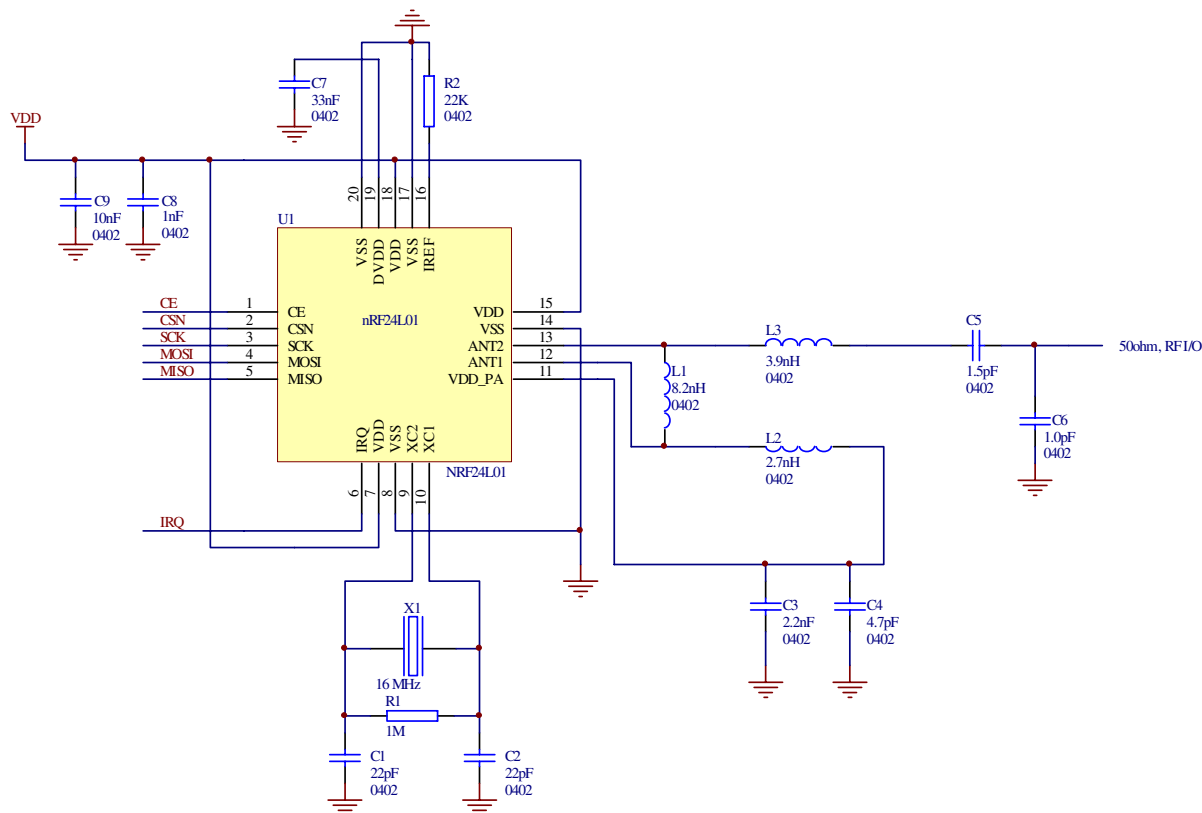 C7
33nF
0402
R2
22K
0402
VDD
C9
10nF
0402
C8
1nF
0402
20
19
18
17
16
U1
VSS
DVDD
VDD
VSS
IREF
nRF24L01
CE
CSN
SCK
MOSI
MISO
1
2
3
4
5
CE
CSN
SCK
MOSI
MISO
VDD
VSS
ANT2
ANT1
VDD_PA
15
14
13
12
11
IRQ
VDD
VSS
XC2
XC1
NRF24L01
6
7
8
9
10
IRQ
L3
3.9nH
0402
L1
8.2nH
0402
L2
2.7nH
0402
C5
1.5pF
0402
50ohm, RF I/O
C6
1.0pF
0402
C3
2.2nF
0402
C4
4.7pF
0402
X1
16 MHz
R1
1M
C1
22pF
0402
C2
22pF
0402